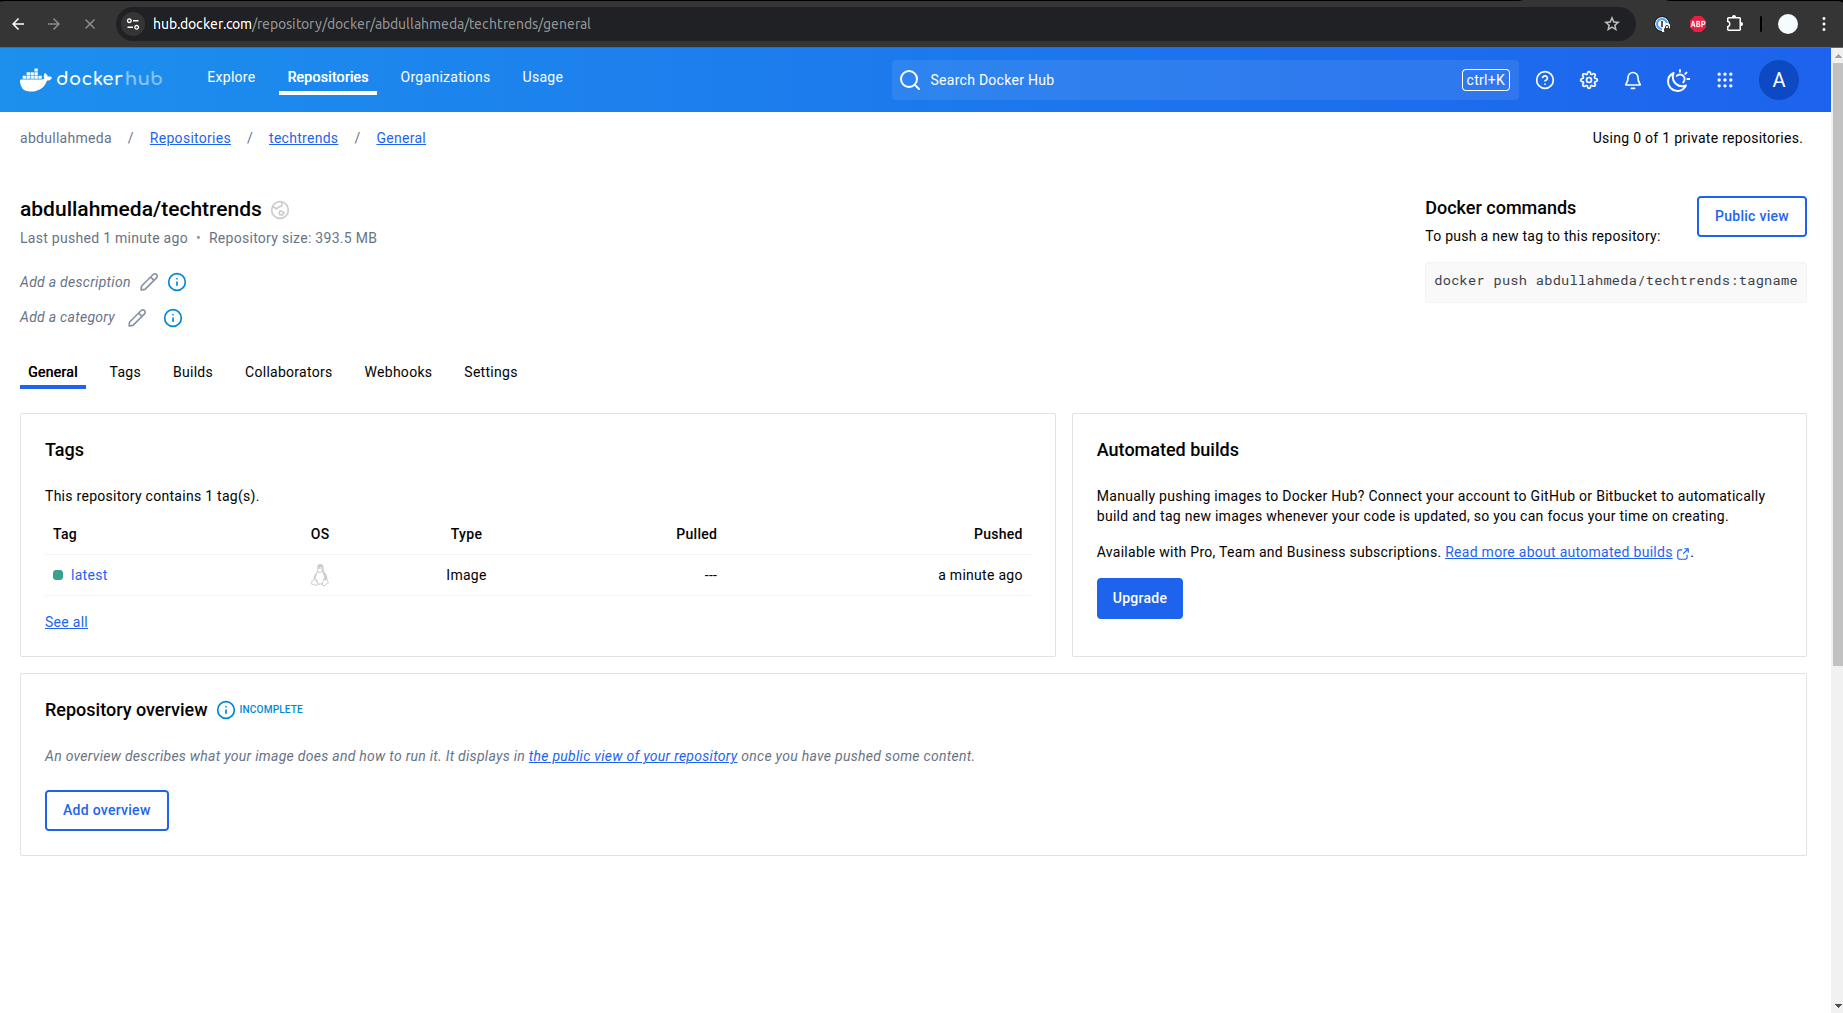 hub.docker.com/repository/docker/abdullahmeda/techtrends/general
ABP
dockerhub
Explore Repositories Organizations Usage
Search Docker Hub ctrl+K
A
abdullahmeda / Repositories / techtrends / General
Using 0 of 1 private repositories.
abdullahmeda/techtrends
Last pushed 1 minute ago • Repository size: 393.5 MB
Add a description
Add a category
Docker commands
Public view
To push a new tag to this repository:
docker push abdullahmeda/techtrends:tagname
General Tags Builds Collaborators Webhooks Settings
Tags
This repository contains 1 tag(s).
Tag OS Type Pulled Pushed
latest Image --- a minute ago
See all
Automated builds
Manually pushing images to Docker Hub? Connect your account to GitHub or Bitbucket to automatically
build and tag new images whenever your code is updated, so you can focus your time on creating.
Available with Pro, Team and Business subscriptions. Read more about automated builds .
Upgrade
Repository overview INCOMPLETE
An overview describes what your image does and how to run it. It displays in the public view of your repository once you have pushed some content.
Add overview